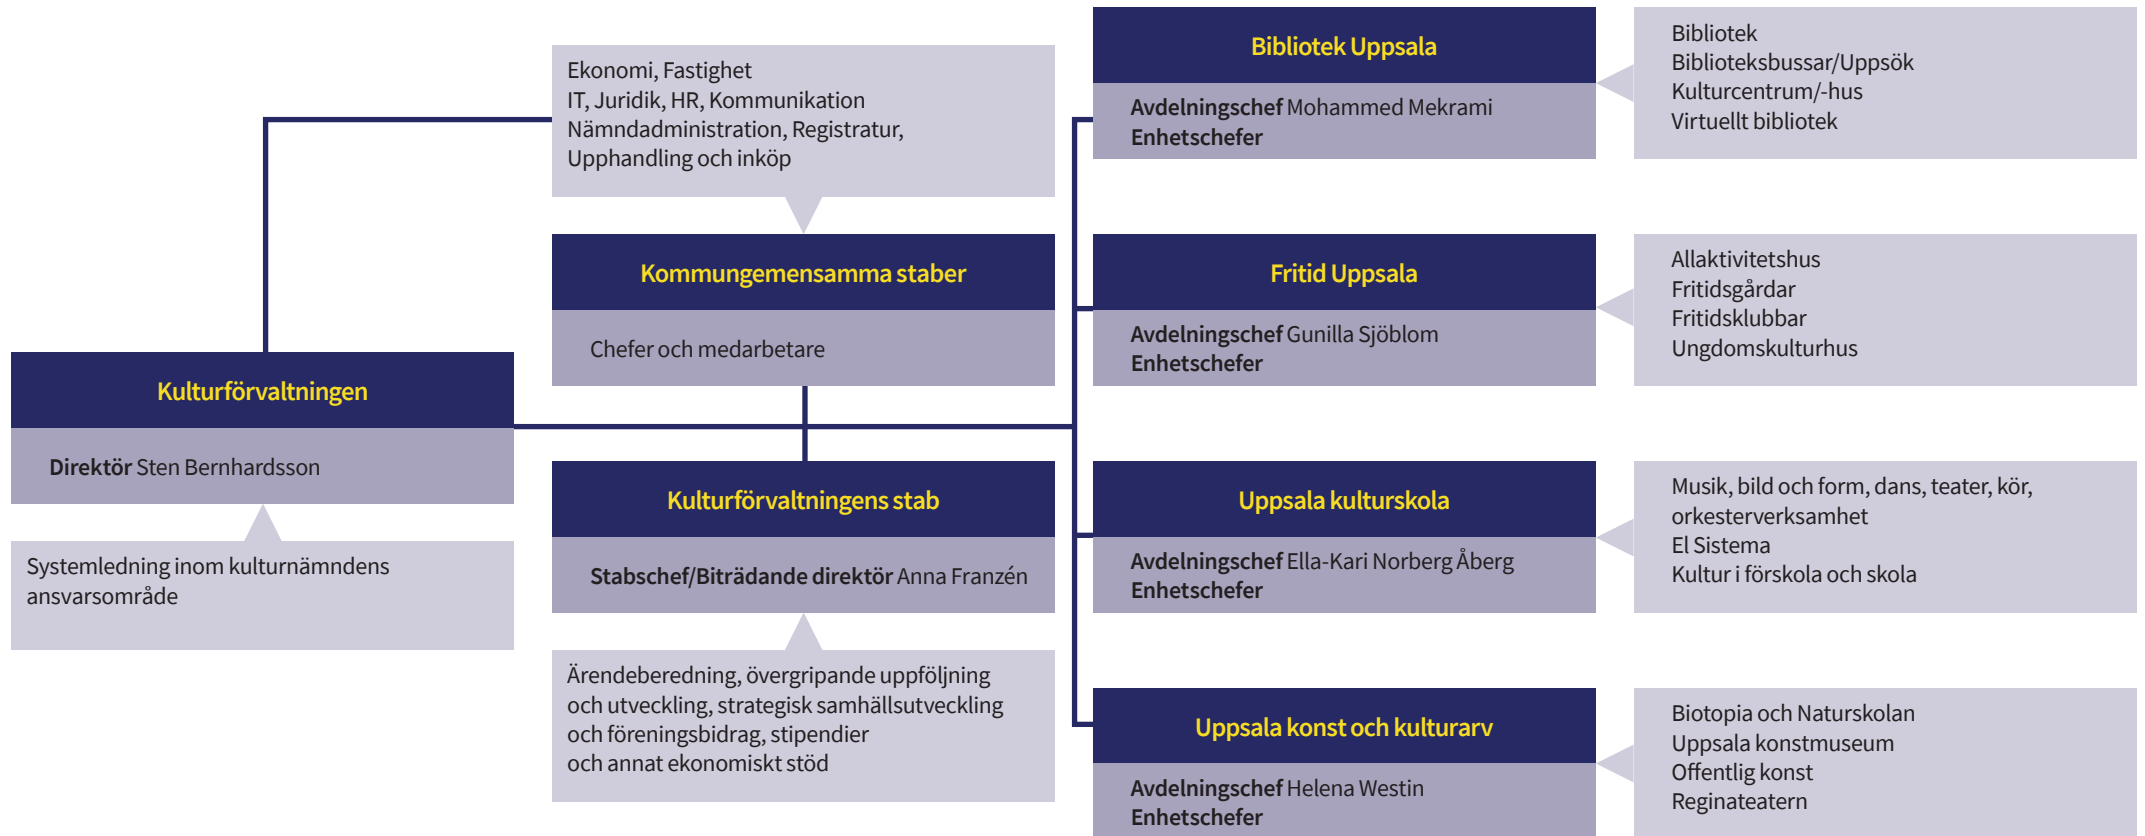 Ekonomi, Fastighet
IT, Juridik, HR, Kommunikation
Nämndadministration, Registratur,
Upphandling och inköp
Kommungemensamma staber
Chefer och medarbetare
Kulturförvaltningen
Direktör Sten Bernhardsson
Systemledning inom kulturnämndens
ansvarsområde
Kulturförvaltningens stab
Stabschef/Biträdande direktör Anna Franzén
Ärendeberedning, övergripande uppföljning
och utveckling, strategisk samhällsutveckling
och föreningsbidrag, stipendier
och annat ekonomiskt stöd
Bibliotek Uppsala
Avdelningschef Mohammed Mekrami
Enhetschefer
Bibliotek
Biblioteksbussar/Uppsök
Kulturcentrum/-hus
Virtuellt bibliotek
Fritid Uppsala
Avdelningschef Gunilla Sjöblom
Enhetschefer
Allaktivitetshus
Fritidsgårdar
Fritidsklubbar
Ungdomskulturhus
Uppsala kulturskola
Avdelningschef Ella-Kari Norberg Åberg
Enhetschefer
Musik, bild och form, dans, teater, kör,
orkesterverksamhet
El Sistema
Kultur i förskola och skola
Uppsala konst och kulturarv
Avdelningschef Helena Westin
Enhetschefer
Biotopia och Naturskolan
Uppsala konstmuseum
Offentlig konst
Reginateatern